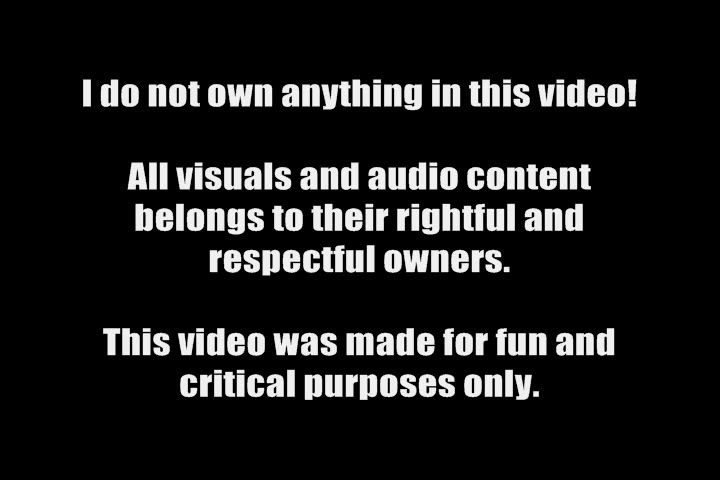 I do not own anything in this video!
All visuals and audio content
belongs to their rightful and
respectful owners.
This video was made for fun and
critical purposes only.